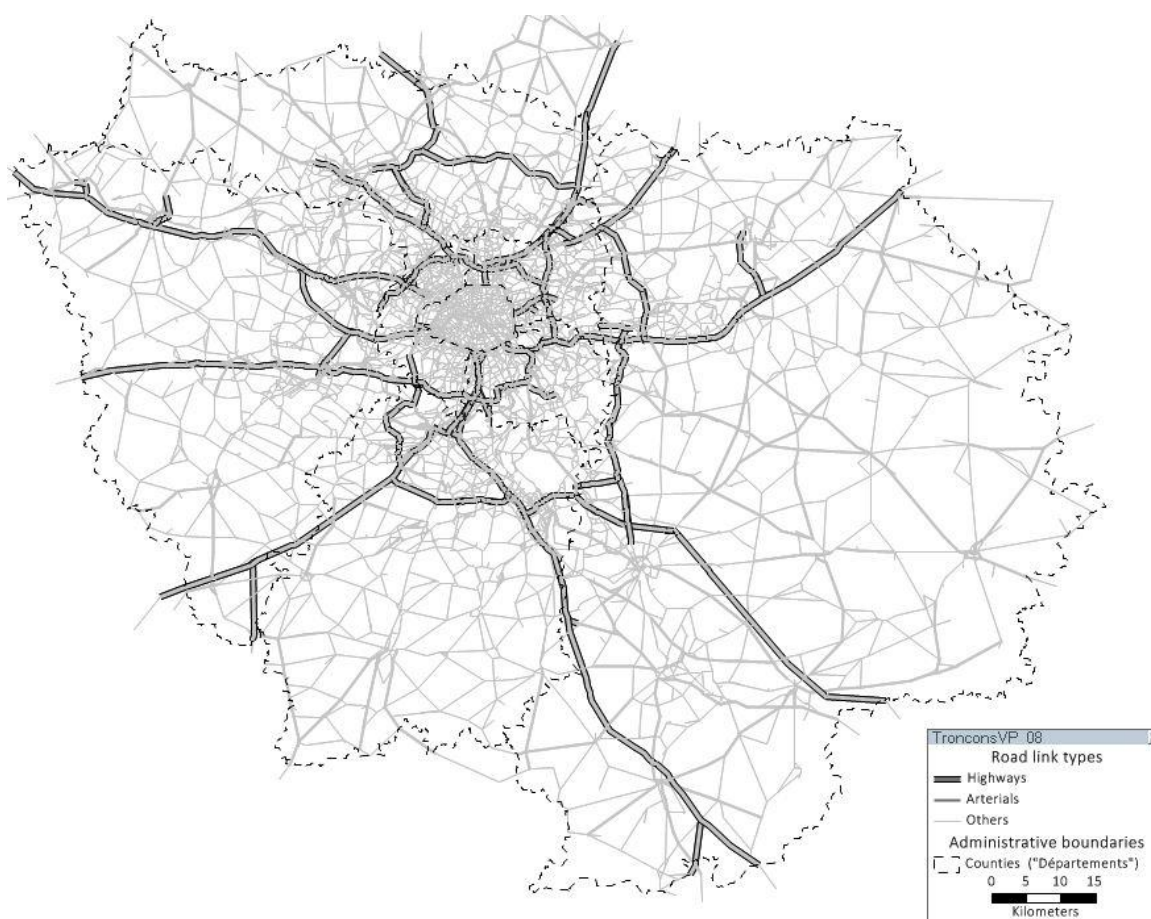 TronconsVP_08
Road link types
Highways
Arterials
Others
Administrative boundaries
Counties ("Départements")
0 5 10 15
Kilometers